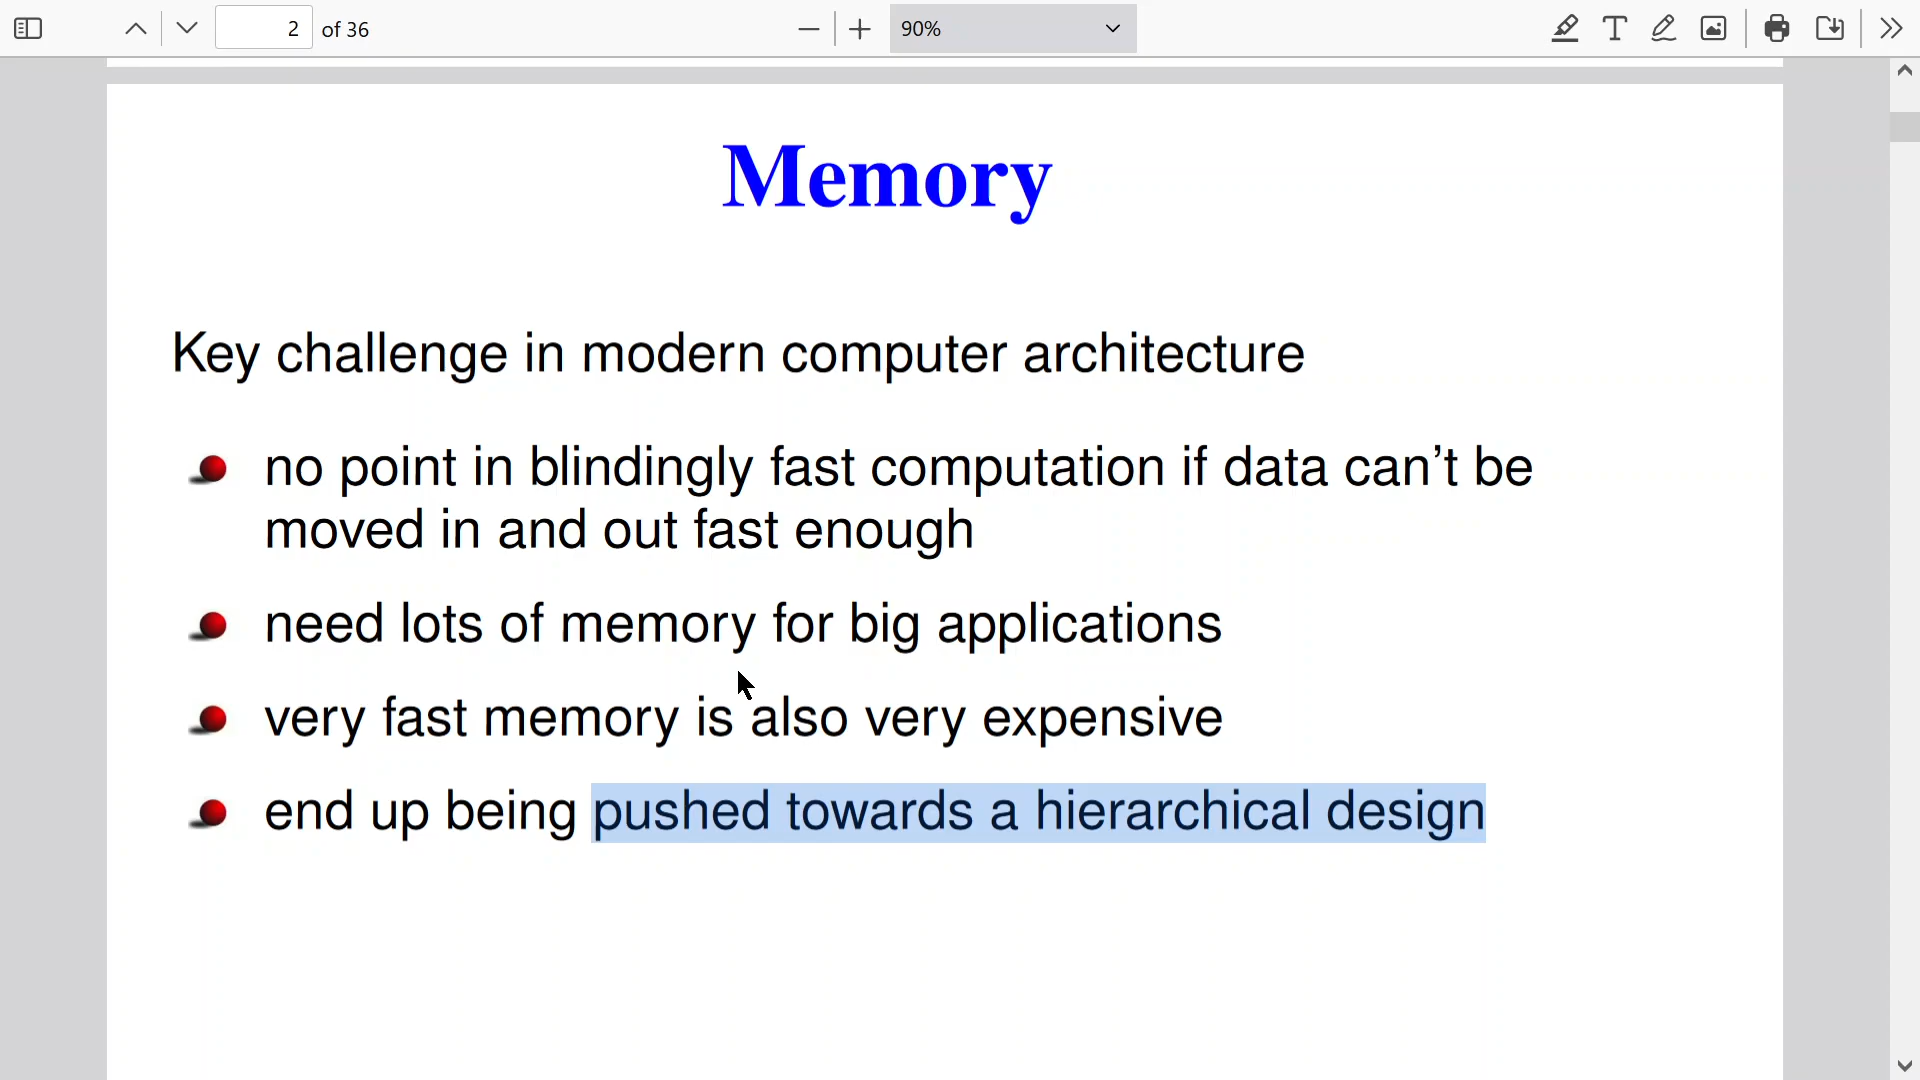 2 of 36 90%
Memory
Key challenge in modern computer architecture
no point in blindingly fast computation if data can’t be
moved in and out fast enough
need lots of memory for big applications
very fast memory is also very expensive
end up being pushed towards a hierarchical design